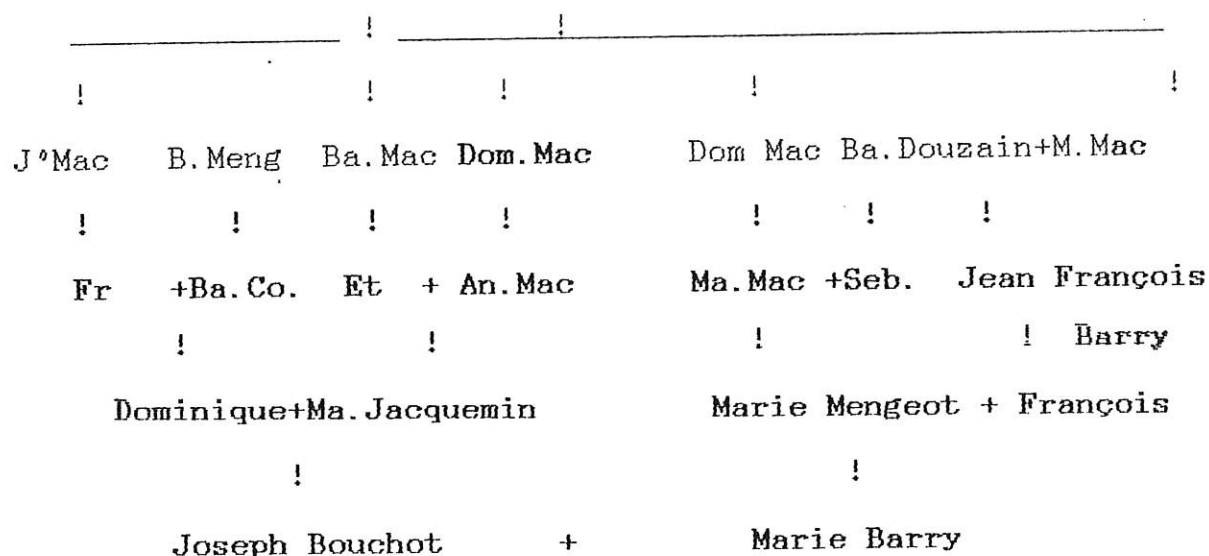 ! !
! ! ! ! !
J°Mac B.Meng Ba.Mac Dom.Mac Dom Mac Ba.Douzain+M.Mac
! ! ! ! ! ! !
Fr +Ba.Co. Et + An.Mac Ma.Mac +Seb. Jean François
! ! ! ! Barry
Dominique+Ma.Jacquemin Marie Mengeot + François
! !
Joseph Bouchot + Marie Barry